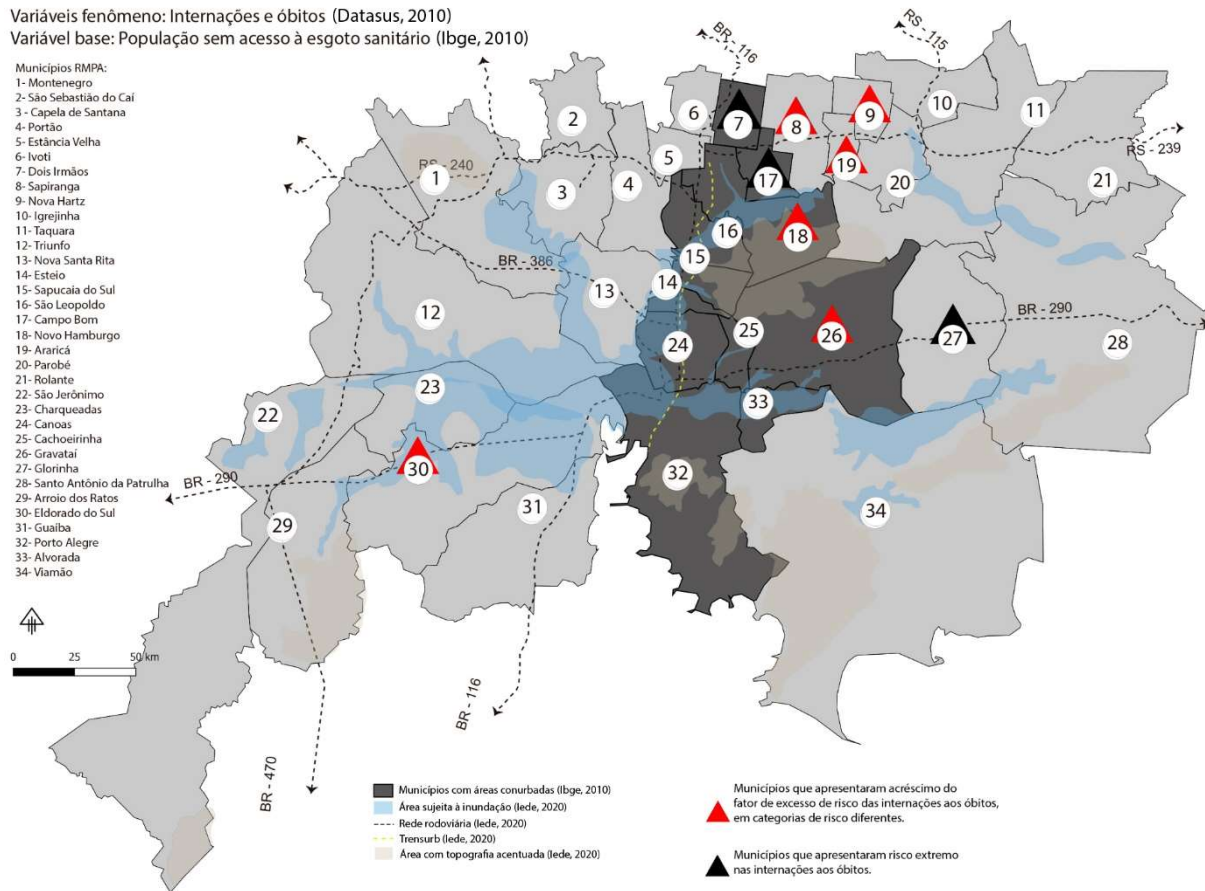 Variáveis fenômeno: Internações e óbitos (Datasus, 2010)
Variável base: População sem acesso à esgoto sanitário (Ibge, 2010)
Municípios RMPA:
1- Montenegro
2- São Sebastião do Caí
3 - Capela de Santana
4- Portão
5- Estância Velha
6- Ivoti
7- Dois Irmãos
8- Sapiranga
9- Nova Hartz
10- Igrejinha
11- Taquara
12- Triunfo
13- Nova Santa Rita
14- Esteio
15- Sapucaia do Sul
16- São Leopoldo
17- Campo Bom
18- Novo Hamburgo
19- Araricá
20- Parobé
21- Rolante
22- São Jerônimo
23- Charqueadas
24- Canoas
25- Cachoeirinha
26- Gravataí
27- Glorinha
28- Santo Antônio da Patrulha
29- Arroio dos Ratos
30- Eldorado do Sul
31- Guaíba
32- Porto Alegre
33- Alvorada
34- Viamão
0 25 50 km
BR - 116
RS - 115
RS - 240
RS - 239
BR - 386
BR - 290
BR - 290
BR - 116
BR - 470
1
2
3
4
5
6
7
8
9
10
11
12
13
14
15
16
17
18
19
20
21
22
23
24
25
26
27
28
29
30
31
32
33
34
Municípios com áreas conurbadas (Ibge, 2010)
Área sujeita à inundação (Iede, 2020)
Rede rodoviária (Iede, 2020)
Trensurb (Iede, 2020)
Área com topografia acentuada (Iede, 2020)
Municípios que apresentaram acréscimo do
fator de excesso de risco das internações aos óbitos,
em categorias de risco diferentes.
Municípios que apresentaram risco extremo
nas internações aos óbitos.